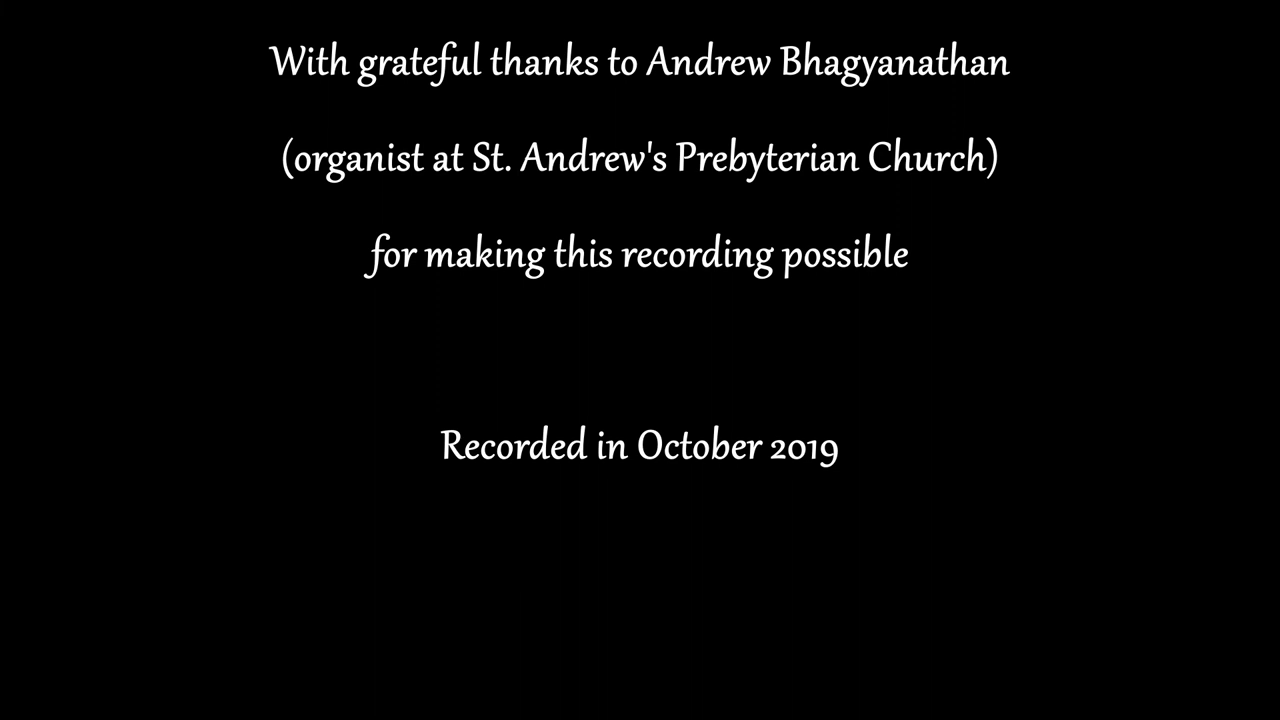 With grateful thanks to Andrew Bhagyanathan
(organist at St. Andrew's Prebyterian Church)
for making this recording possible
Recorded in October 2019